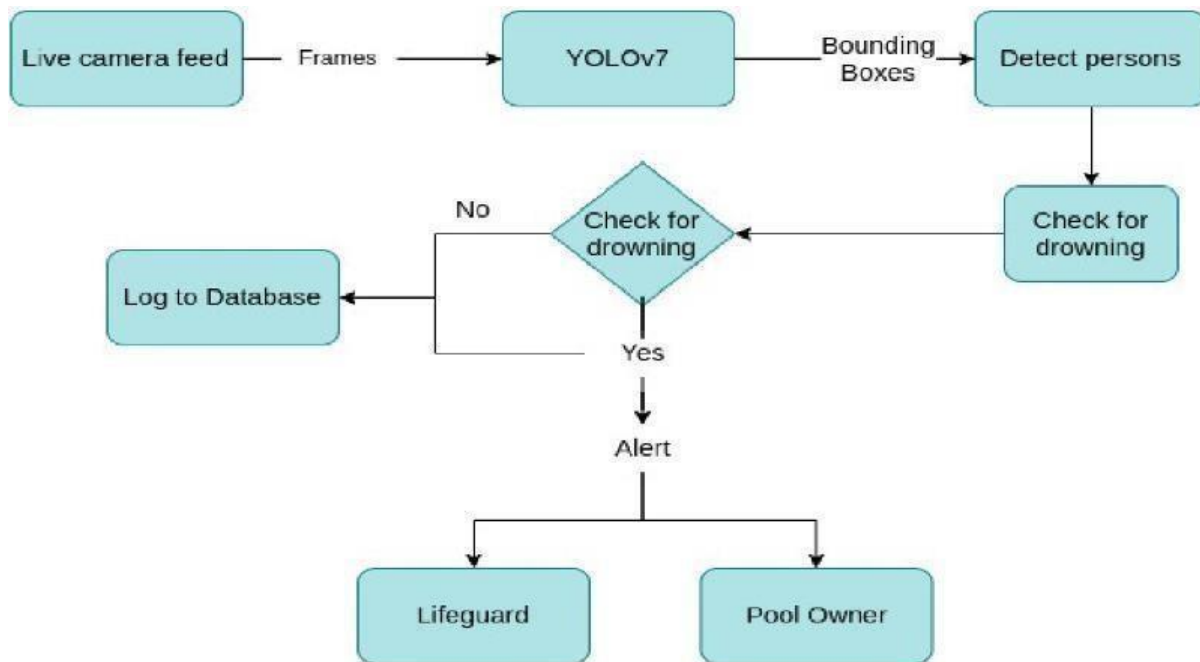 Live camera feed
Frames
YOLOv7
Bounding
Boxes
Detect persons
No
Check for
drowning
Check for
drowning
Log to Database
Yes
Alert
Lifeguard
Pool Owner